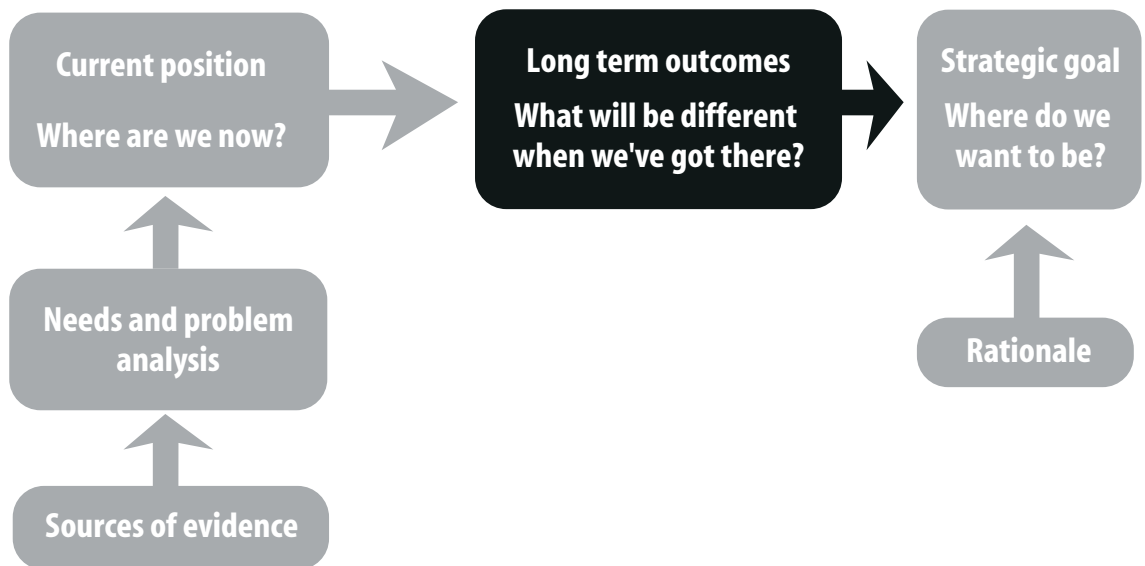 Current position
Where are we now?
Long term outcomes
What will be different
when we've got there?
Strategic goal
Where do we
want to be?
Needs and problem
analysis
Rationale
Sources of evidence